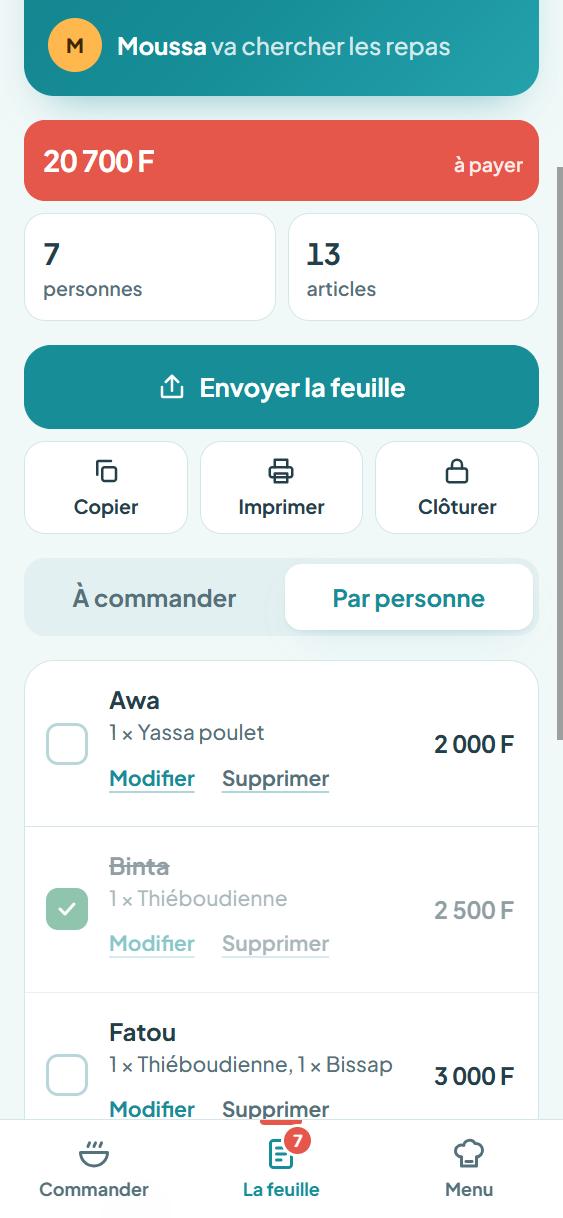 M
Moussa va chercher les repas
20 700 F
à payer
7
personnes
13
articles
Envoyer la feuille
Copier
Imprimer
Clôturer
À commander
Par personne
Awa
1 × Yassa poulet
2 000 F
Modifier Supprimer
Binta
1 × Thiéboudienne
2 500 F
Modifier Supprimer
Fatou
1 × Thiéboudienne, 1 × Bissap
3 000 F
Modifier Supprimer
7
Commander
La feuille
Menu